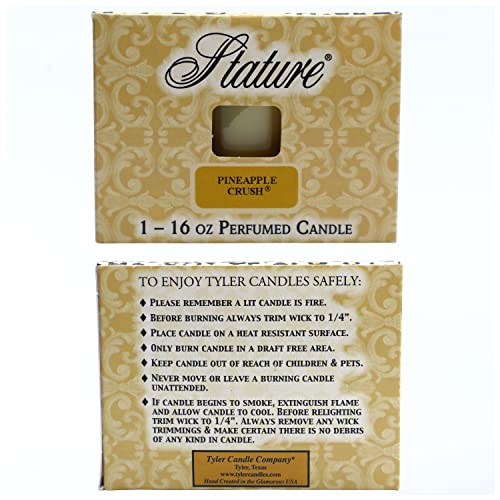 Stature®
PINEAPPLE
CRUSH®
1 – 16 OZ PERFUMED CANDLE
TO ENJOY TYLER CANDLES SAFELY:
♦ PLEASE REMEMBER A LIT CANDLE IS FIRE.
♦ BEFORE BURNING ALWAYS TRIM WICK TO 1/4".
♦ PLACE CANDLE ON A HEAT RESISTANT SURFACE.
♦ ONLY BURN CANDLE IN A DRAFT FREE AREA.
♦ KEEP CANDLE OUT OF REACH OF CHILDREN & PETS.
♦ NEVER MOVE OR LEAVE A BURNING CANDLE
UNATTENDED.
♦ IF CANDLE BEGINS TO SMOKE, EXTINGUISH FLAME
AND ALLOW CANDLE TO COOL. BEFORE RELIGHTING
TRIM WICK TO 1/4". ALWAYS REMOVE ANY WICK
TRIMMINGS & MAKE CERTAIN THERE IS NO DEBRIS
OF ANY KIND IN CANDLE.
Tyler Candle Company®
Tyler, Texas
www.tylercandles.com
Hand Created in the Glamorous USA